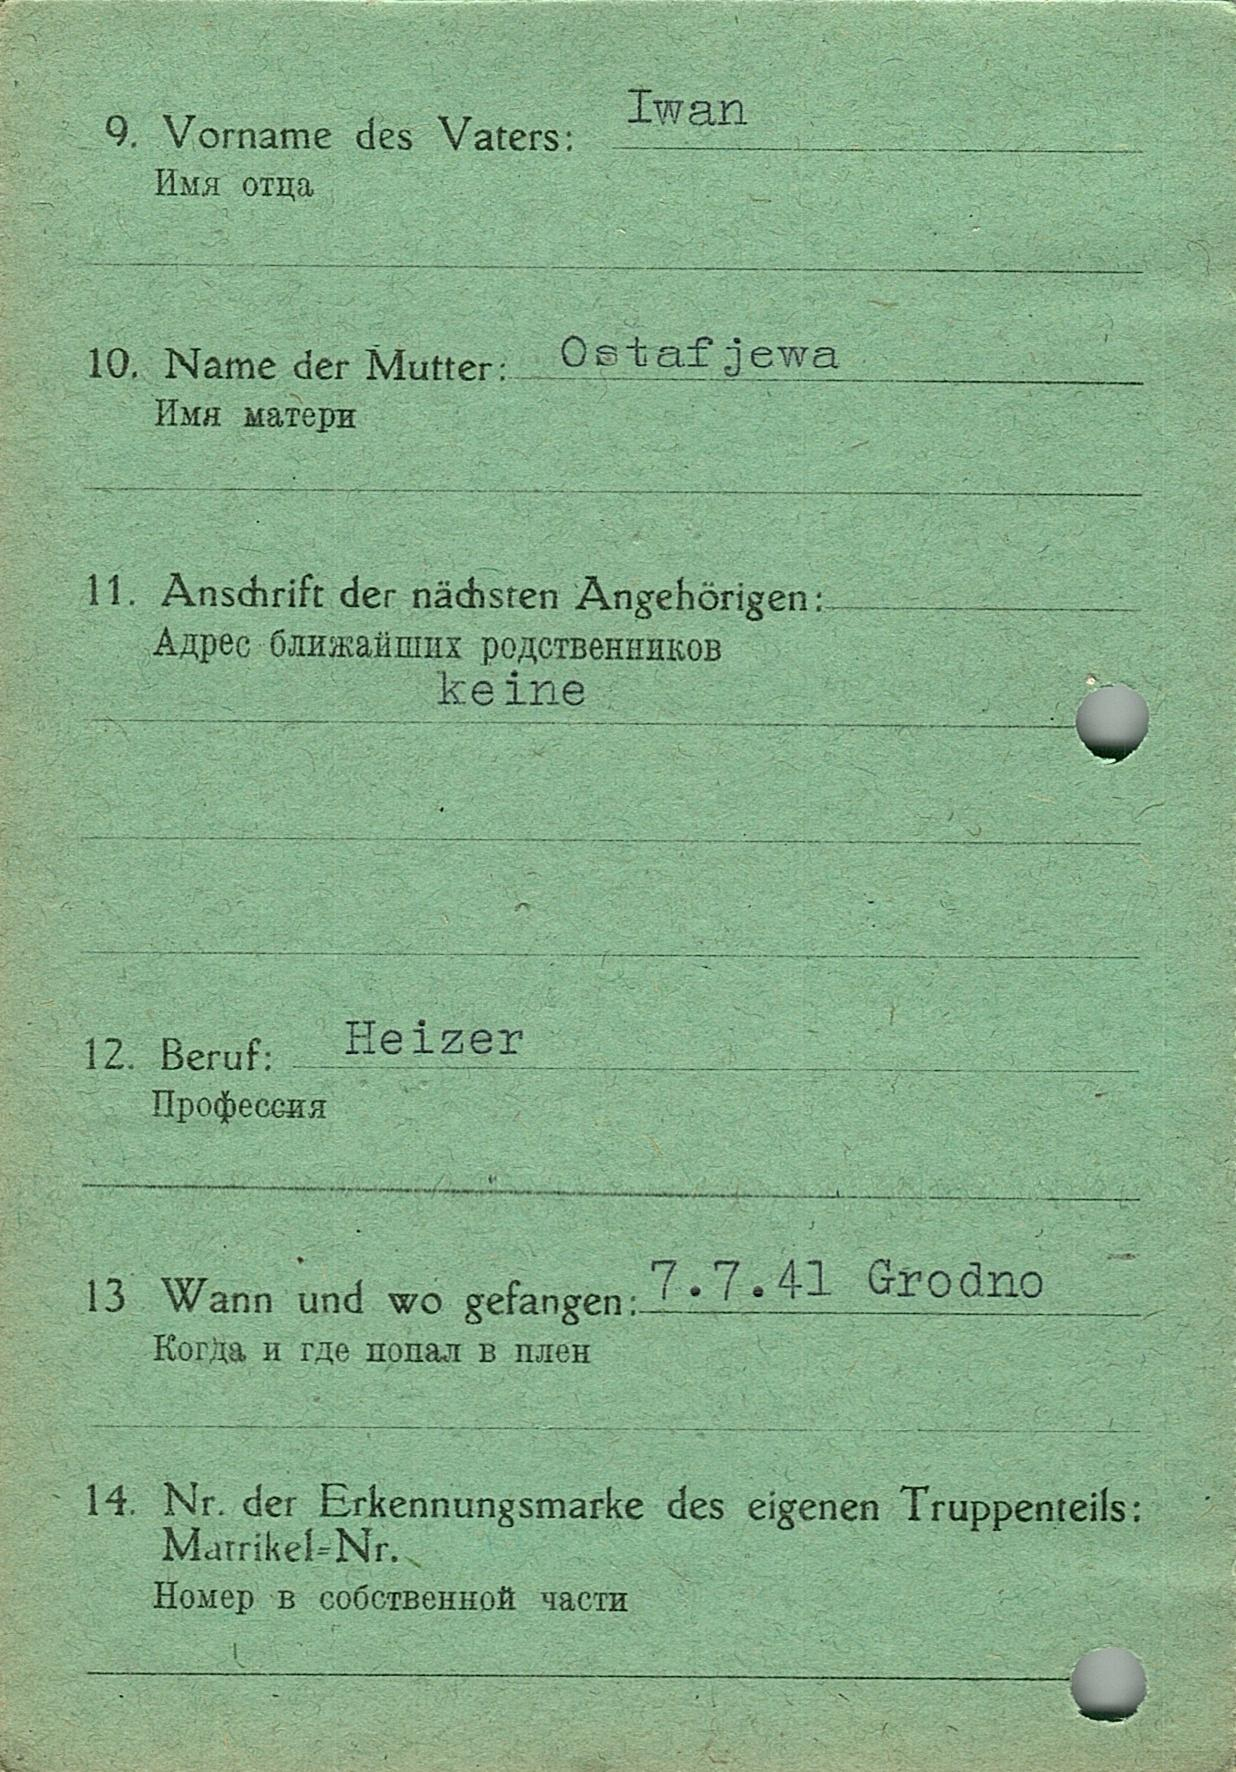 9. Vorname des Vaters: Iwan
Имя отца
10. Name der Mutter: Ostafjewa
Имя матери
11. Anschrift der nächsten Angehörigen:
Адрес ближайших родственников
keine
12. Beruf: Heizer
Профессия
13 Wann und wo gefangen: 7.7.41 Grodno
Когда и где попал в плен
14. Nr. der Erkennungsmarke des eigenen Truppenteils:
Matrikel=Nr.
Номер в собственной части